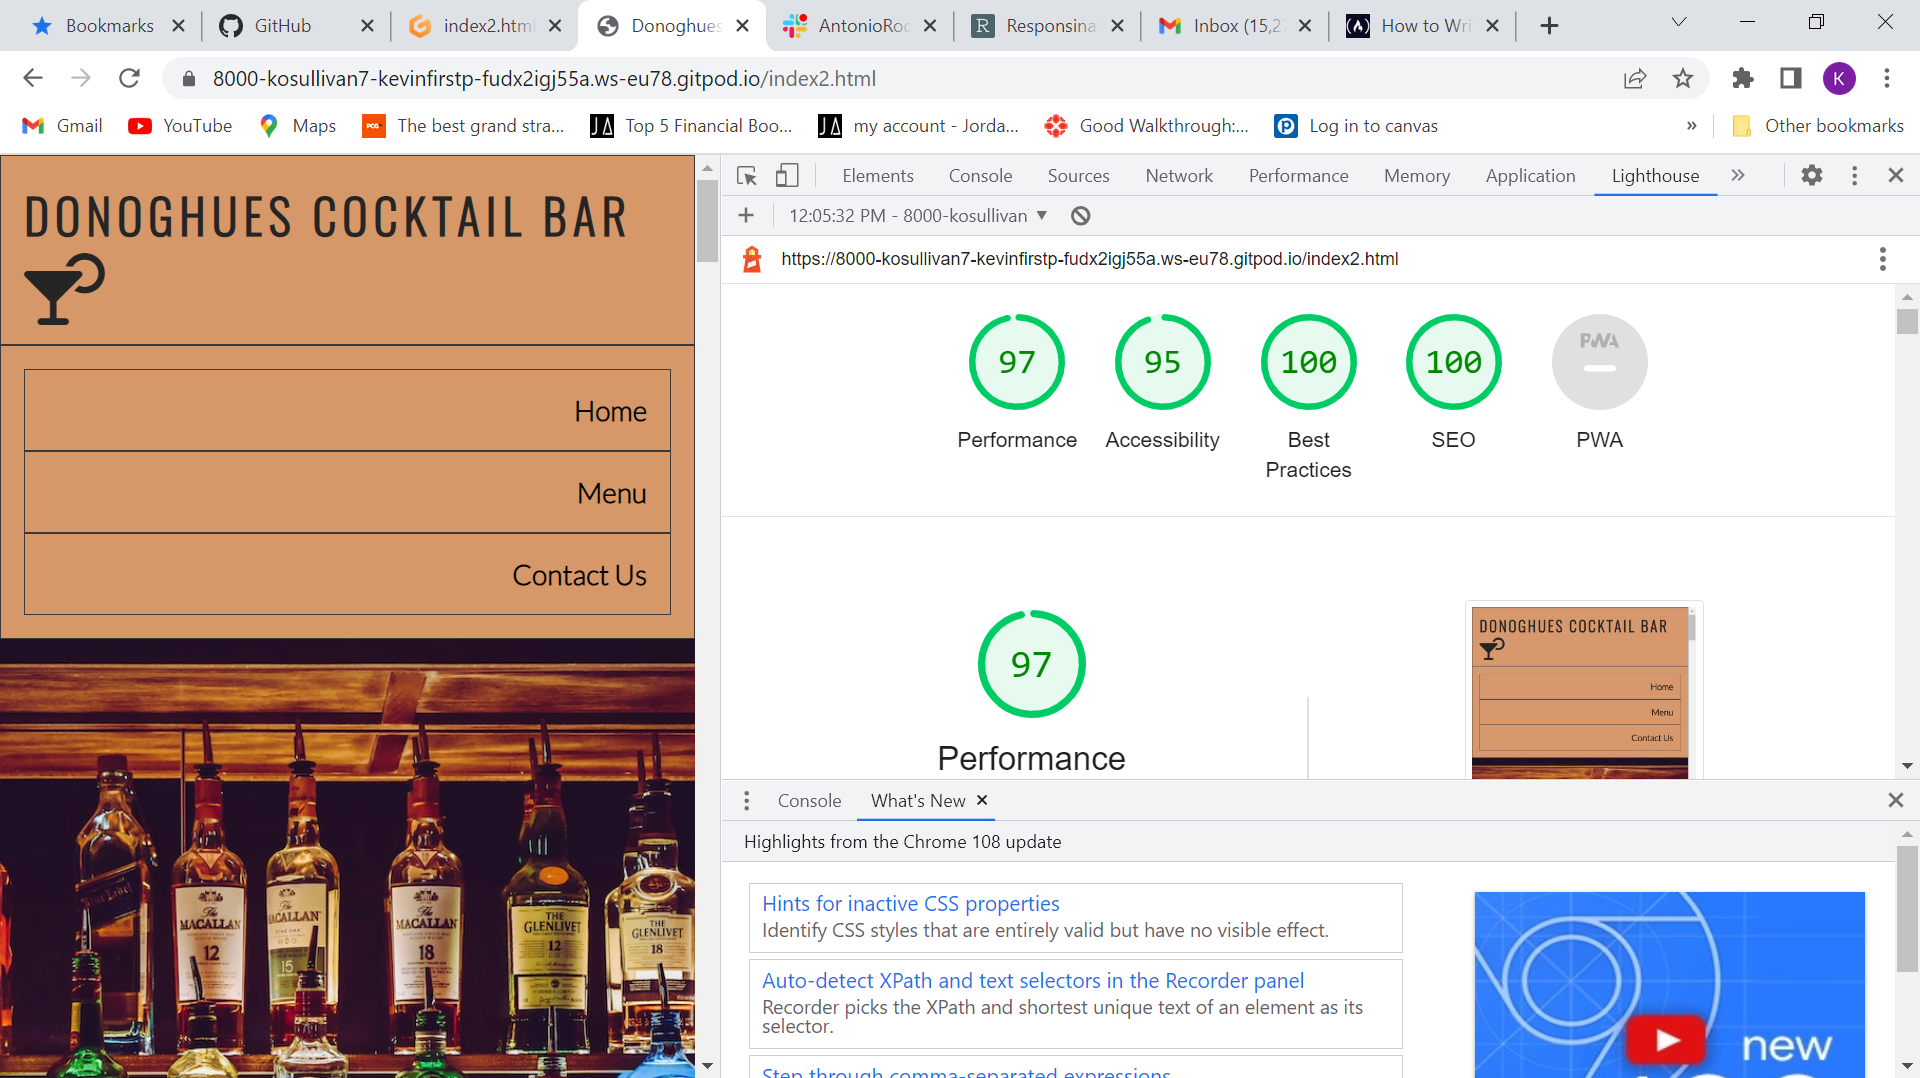 Bookmarks
GitHub
index2.html
Donoghues
AntonioRoc
Responsina
Inbox (15,2
How to Wri
8000-kosullivan7-kevinfirstp-fudx2igj55a.ws-eu78.gitpod.io/index2.html
K
Gmail
YouTube
Maps
The best grand stra...
Top 5 Financial Boo...
my account - Jorda...
Good Walkthrough:...
Log in to canvas
»
Other bookmarks
DONOGHUES COCKTAIL BAR
Home
Menu
Contact Us
THE MACALLAN
12
MACALLAN
15
The MACALLAN
18
THE GLENLIVET
12
THE GLENLIVET
18
Elements Console Sources Network Performance Memory Application Lighthouse »
12:05:32 PM - 8000-kosullivan
https://8000-kosullivan7-kevinfirstp-fudx2igj55a.ws-eu78.gitpod.io/index2.html
97 95 100 100 PWA
Performance Accessibility Best Practices SEO PWA
97
Performance
DONOGHUES COCKTAIL BAR
Home
Menu
Contact Us
Console What's New
Highlights from the Chrome 108 update
Hints for inactive CSS properties
Identify CSS styles that are entirely valid but have no visible effect.
Auto-detect XPath and text selectors in the Recorder panel
Recorder picks the XPath and shortest unique text of an element as its
selector.
Step through comma-separated expressions
new